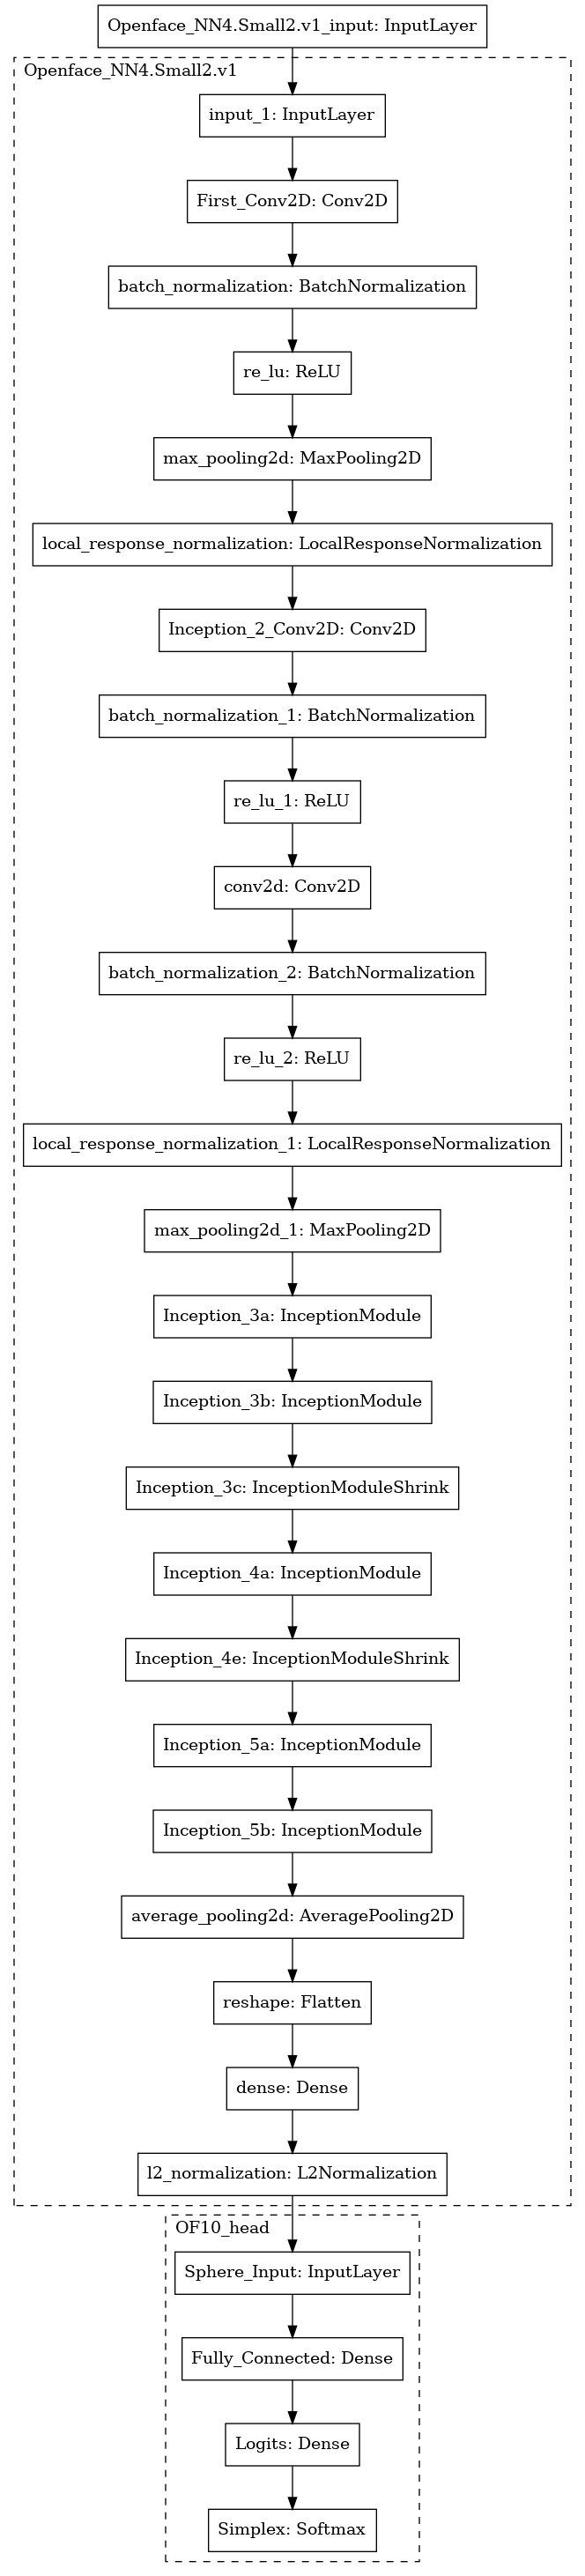 Openface_NN4.Small2.v1_input: InputLayer
Openface_NN4.Small2.v1
input_1: InputLayer
First_Conv2D: Conv2D
batch_normalization: BatchNormalization
re_lu: ReLU
max_pooling2d: MaxPooling2D
local_response_normalization: LocalResponseNormalization
Inception_2_Conv2D: Conv2D
batch_normalization_1: BatchNormalization
re_lu_1: ReLU
conv2d: Conv2D
batch_normalization_2: BatchNormalization
re_lu_2: ReLU
local_response_normalization_1: LocalResponseNormalization
max_pooling2d_1: MaxPooling2D
Inception_3a: InceptionModule
Inception_3b: InceptionModule
Inception_3c: InceptionModuleShrink
Inception_4a: InceptionModule
Inception_4e: InceptionModuleShrink
Inception_5a: InceptionModule
Inception_5b: InceptionModule
average_pooling2d: AveragePooling2D
reshape: Flatten
dense: Dense
l2_normalization: L2Normalization
OF10_head
Sphere_Input: InputLayer
Fully_Connected: Dense
Logits: Dense
Simplex: Softmax